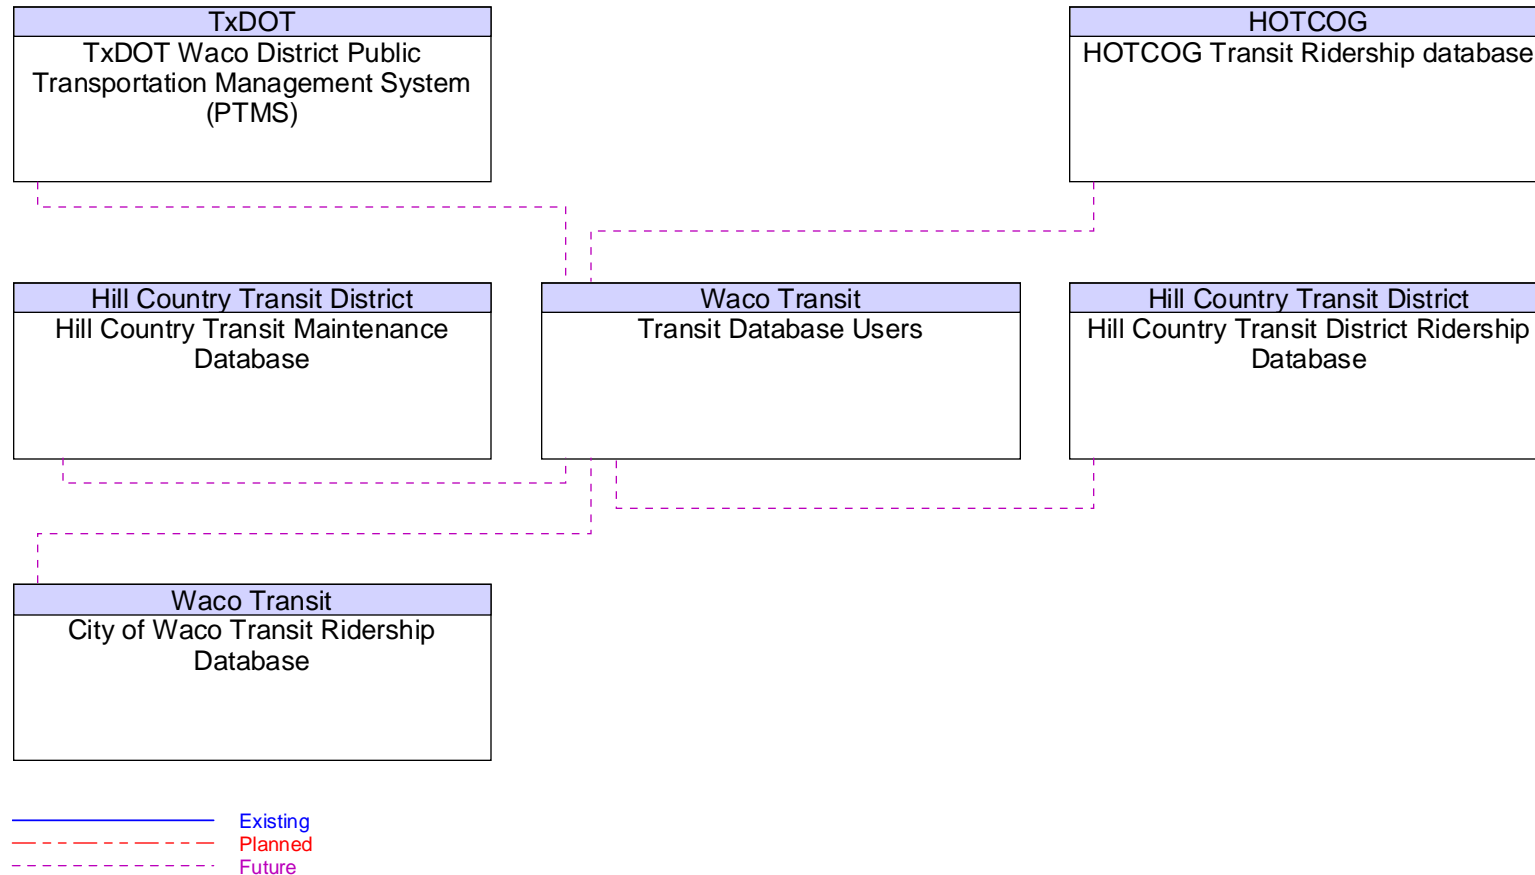 TxDOT
TxDOT Waco District Public
Transportation Management System
(PTMS)
HOTCOG
HOTCOG Transit Ridership database
Hill Country Transit District
Hill Country Transit Maintenance
Database
Waco Transit
Transit Database Users
Hill Country Transit District
Hill Country Transit District Ridership
Database
Waco Transit
City of Waco Transit Ridership
Database
Existing
Planned
Future